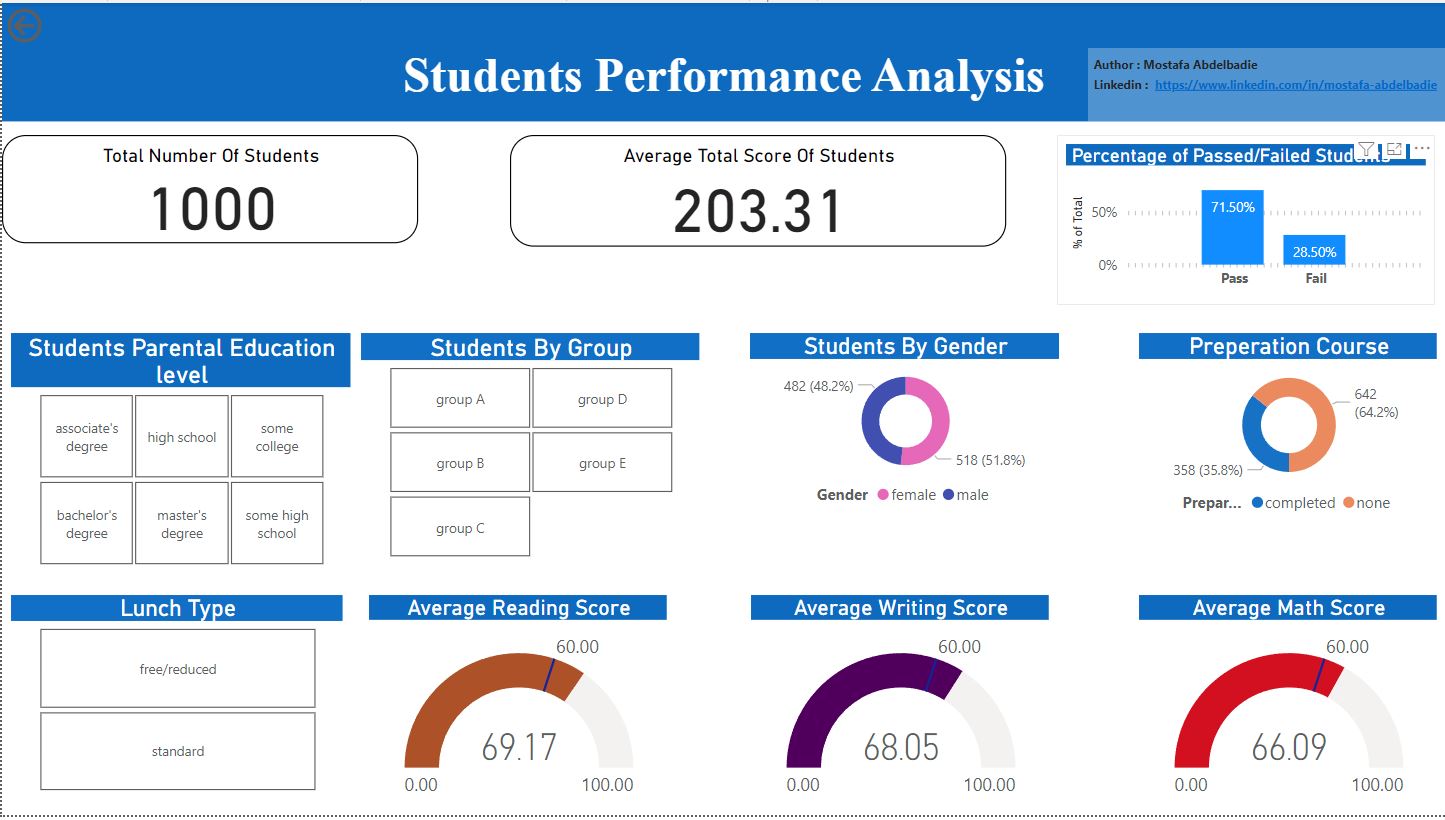 Students Performance Analysis
Author : Mostafa Abdelbadie
Linkedin : https://www.linkedin.com/in/mostafa-abdelbadie
Total Number Of Students
1000
Average Total Score Of Students
203.31
Percentage of Passed/Failed Students
% of Total
50%
0%
71.50%
28.50%
Pass
Fail
Students Parental Education
level
associate's
degree
high school
some
college
bachelor's
degree
master's
degree
some high
school
Students By Group
group A
group D
group B
group E
group C
Students By Gender
482 (48.2%)
518 (51.8%)
Gender female male
Preperation Course
642
(64.2%)
358 (35.8%)
Prepar... completed none
Lunch Type
free/reduced
standard
Average Reading Score
60.00
69.17
0.00
100.00
Average Writing Score
60.00
68.05
0.00
100.00
Average Math Score
60.00
66.09
0.00
100.00